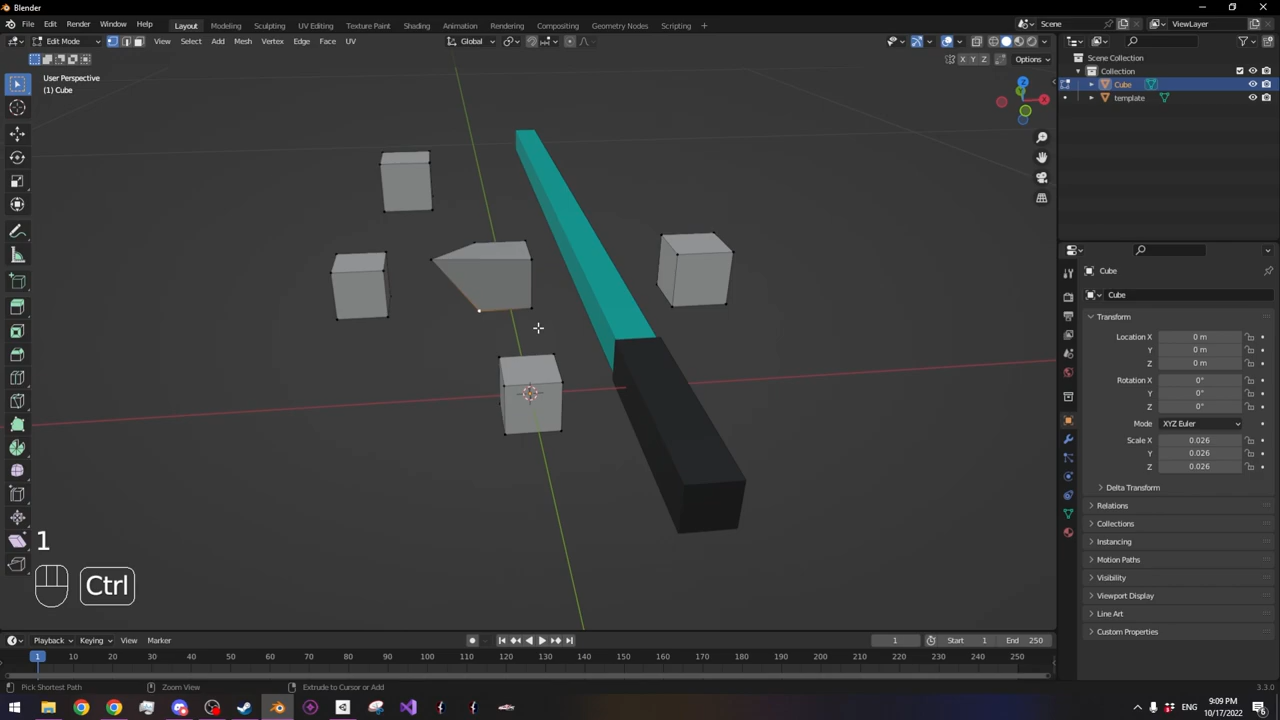 Blender
File Edit Render Window Help Layout Modeling Sculpting UV Editing Texture Paint Shading Animation Rendering Compositing Geometry Nodes Scripting + Scene ViewLayer
Edit Mode View Select Add Mesh Vertex Edge Face UV Global
X Y Z Options
User Perspective
(1) Cube
Z
Y
X
Scene Collection
Collection
Cube
template
Cube
Cube
Transform
Location X 0 m
Y 0 m
Z 0 m
Rotation X 0°
Y 0°
Z 0°
Mode XYZ Euler
Scale X 0.026
Y 0.026
Z 0.026
Delta Transform
Relations
Collections
Instancing
Motion Paths
Visibility
Viewport Display
Line Art
Custom Properties
1
Ctrl
Playback Keying View Marker 1 Start 1 End 250
1 10 20 30 40 50 60 70 80 90 100 110 120 130 140 150 160 170 180 190 200 210 220 230 240 250
Pick Shortest Path Zoom View Extrude to Cursor or Add 3.3.0
9:09 PM
10/17/2022